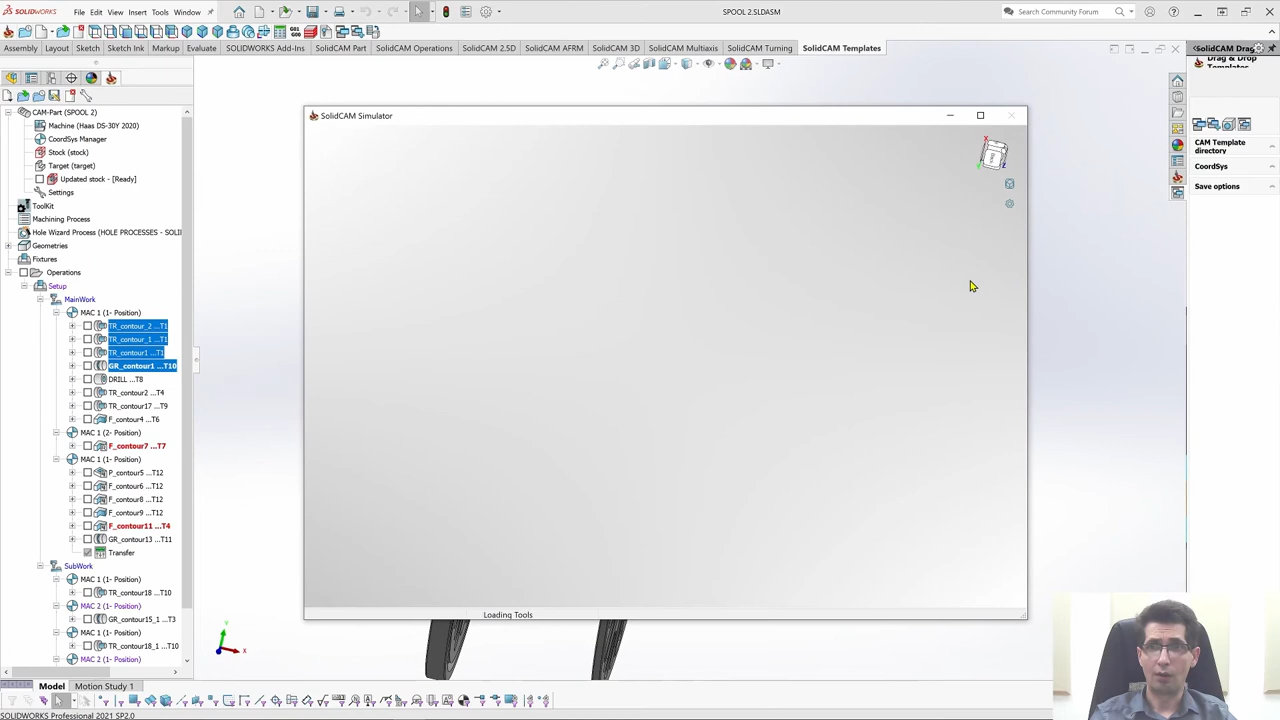 SOLIDWORKS File Edit View Insert Tools Window SPOOL 2.SLDASM Search Community Forum
Assembly Layout Sketch Sketch Ink Markup Evaluate SOLIDWORKS Add-Ins SolidCAM Part SolidCAM Operations SolidCAM 2.5D SolidCAM AFRM SolidCAM 3D SolidCAM Multiaxis SolidCAM Turning SolidCAM Templates
SolidCAM Drag
Drag & Drop
Templates
CAM Template
directory
CoordSys
Save options
CAM-Part (SPOOL 2)
Machine (Haas DS-30Y 2020)
CoordSys Manager
Stock (stock)
Target (target)
Updated stock - [Ready]
Settings
ToolKit
Machining Process
Hole Wizard Process (HOLE PROCESSES - SOLI
Geometries
Fixtures
Operations
Setup
MainWork
MAC 1 (1- Position)
TR_contour_2 ...T1
TR_contour_1 ...T1
TR_contour1 ...T1
GR_contour1 ...T10
DRILL ...T8
TR_contour2 ...T4
TR_contour17 ...T9
F_contour4 ...T6
MAC 1 (2- Position)
F_contour7 ...T7
MAC 1 (1- Position)
P_contour5 ...T12
F_contour6 ...T12
F_contour8 ...T12
F_contour9 ...T12
F_contour11 ...T4
GR_contour13 ...T11
Transfer
SubWork
MAC 1 (1- Position)
TR_contour18 ...T10
MAC 2 (1- Position)
GR_contour15_1 ...T3
MAC 1 (1- Position)
TR_contour18_1 ...T10
MAC 2 (1- Position)
SolidCAM Simulator
X
Y
Z
Loading Tools
Y
X
Model Motion Study 1
SOLIDWORKS Professional 2021 SP2.0